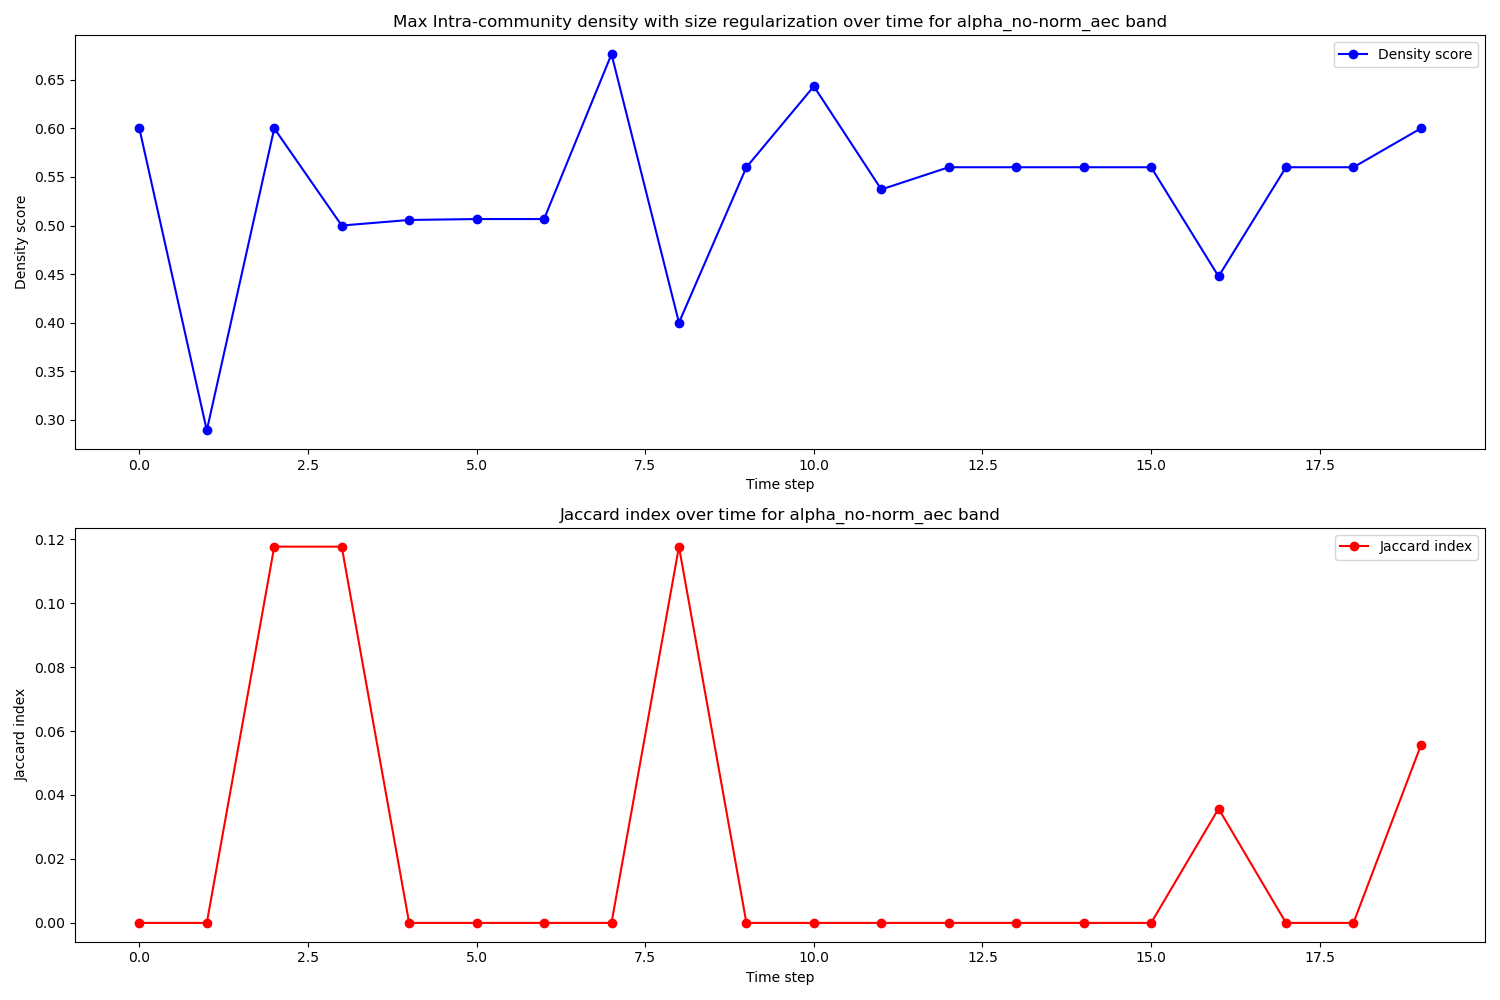 Max Intra-community density with size regularization over time for alpha_no-norm_aec band
Density score
0.65
0.60
0.55
0.50
0.45
0.40
0.35
0.30
Density score
0.0 2.5 5.0 7.5 10.0 12.5 15.0 17.5
Time step
Jaccard index over time for alpha_no-norm_aec band
Jaccard index
0.12
0.10
0.08
0.06
0.04
0.02
0.00
Jaccard index
0.0 2.5 5.0 7.5 10.0 12.5 15.0 17.5
Time step